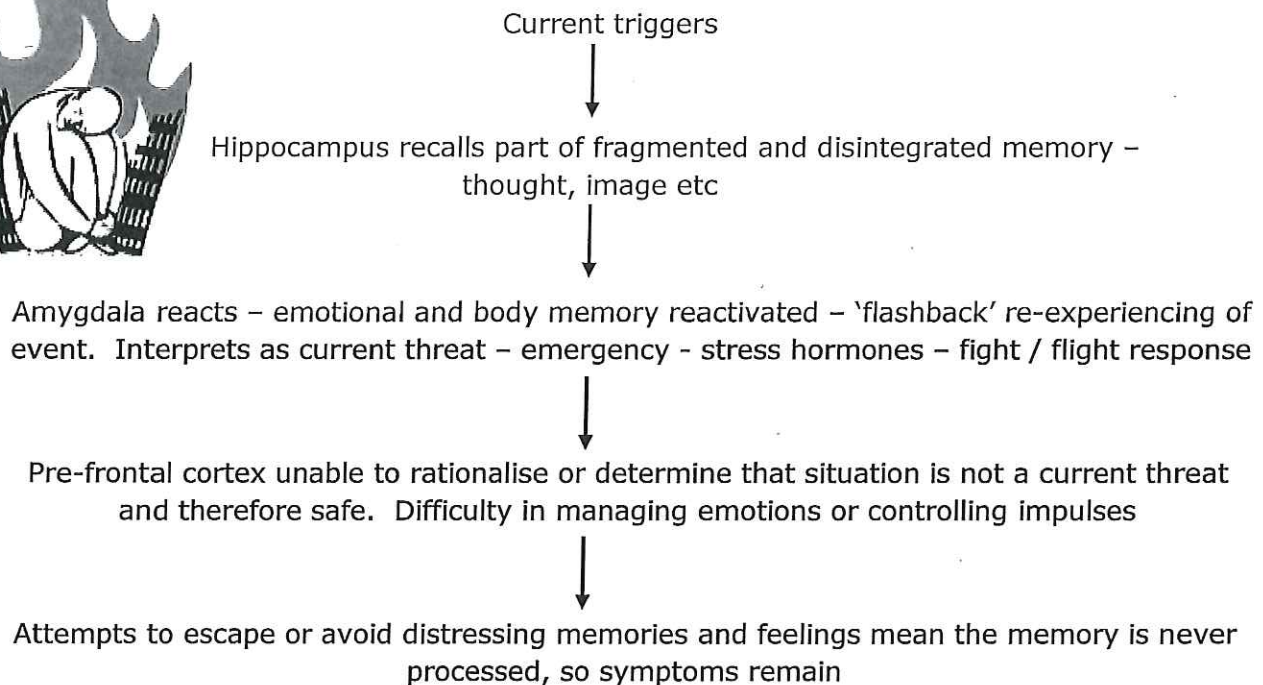 Current triggers
Hippocampus recalls part of fragmented and disintegrated memory –
thought, image etc
Amygdala reacts – emotional and body memory reactivated – ‘flashback’ re-experiencing of
event.  Interprets as current threat – emergency - stress hormones – fight / flight response
Pre-frontal cortex unable to rationalise or determine that situation is not a current threat
and therefore safe.  Difficulty in managing emotions or controlling impulses
Attempts to escape or avoid distressing memories and feelings mean the memory is never
processed, so symptoms remain